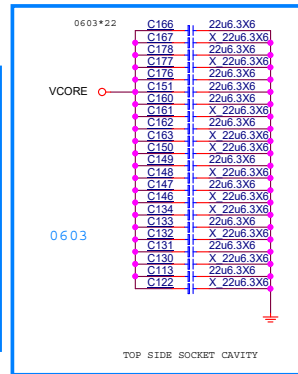 0603*22
C166 22u6.3X6
C167 X_22u6.3X6
C178 22u6.3X6
C177 X_22u6.3X6
C176 22u6.3X6
VCORE C151 22u6.3X6
C160 22u6.3X6
C161 X_22u6.3X6
C162 22u6.3X6
C163 X_22u6.3X6
C150 X_22u6.3X6
C149 22u6.3X6
C148 X_22u6.3X6
C147 22u6.3X6
C146 X_22u6.3X6
C134 X_22u6.3X6
C133 22u6.3X6
0603 C132 X_22u6.3X6
C131 22u6.3X6
C130 X_22u6.3X6
C113 22u6.3X6
C122 X_22u6.3X6
TOP SIDE SOCKET CAVITY